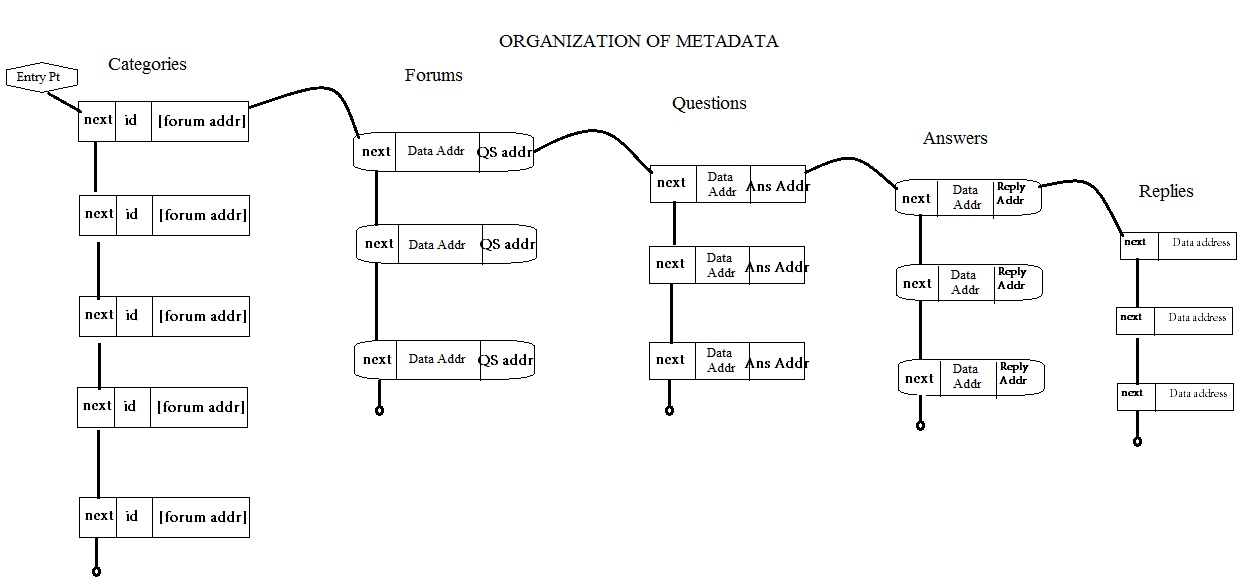 ORGANIZATION OF METADATA
Entry Pt
Categories
next id [forum addr]
next id [forum addr]
next id [forum addr]
next id [forum addr]
next id [forum addr]
Forums
next Data Addr QS addr
next Data Addr QS addr
next Data Addr QS addr
Questions
next Data
Addr Ans Addr
next Data
Addr Ans Addr
next Data
Addr Ans Addr
Answers
next Data
Addr Reply
Addr
next Data
Addr Reply
Addr
next Data
Addr Reply
Addr
Replies
next Data address
next Data address
next Data address